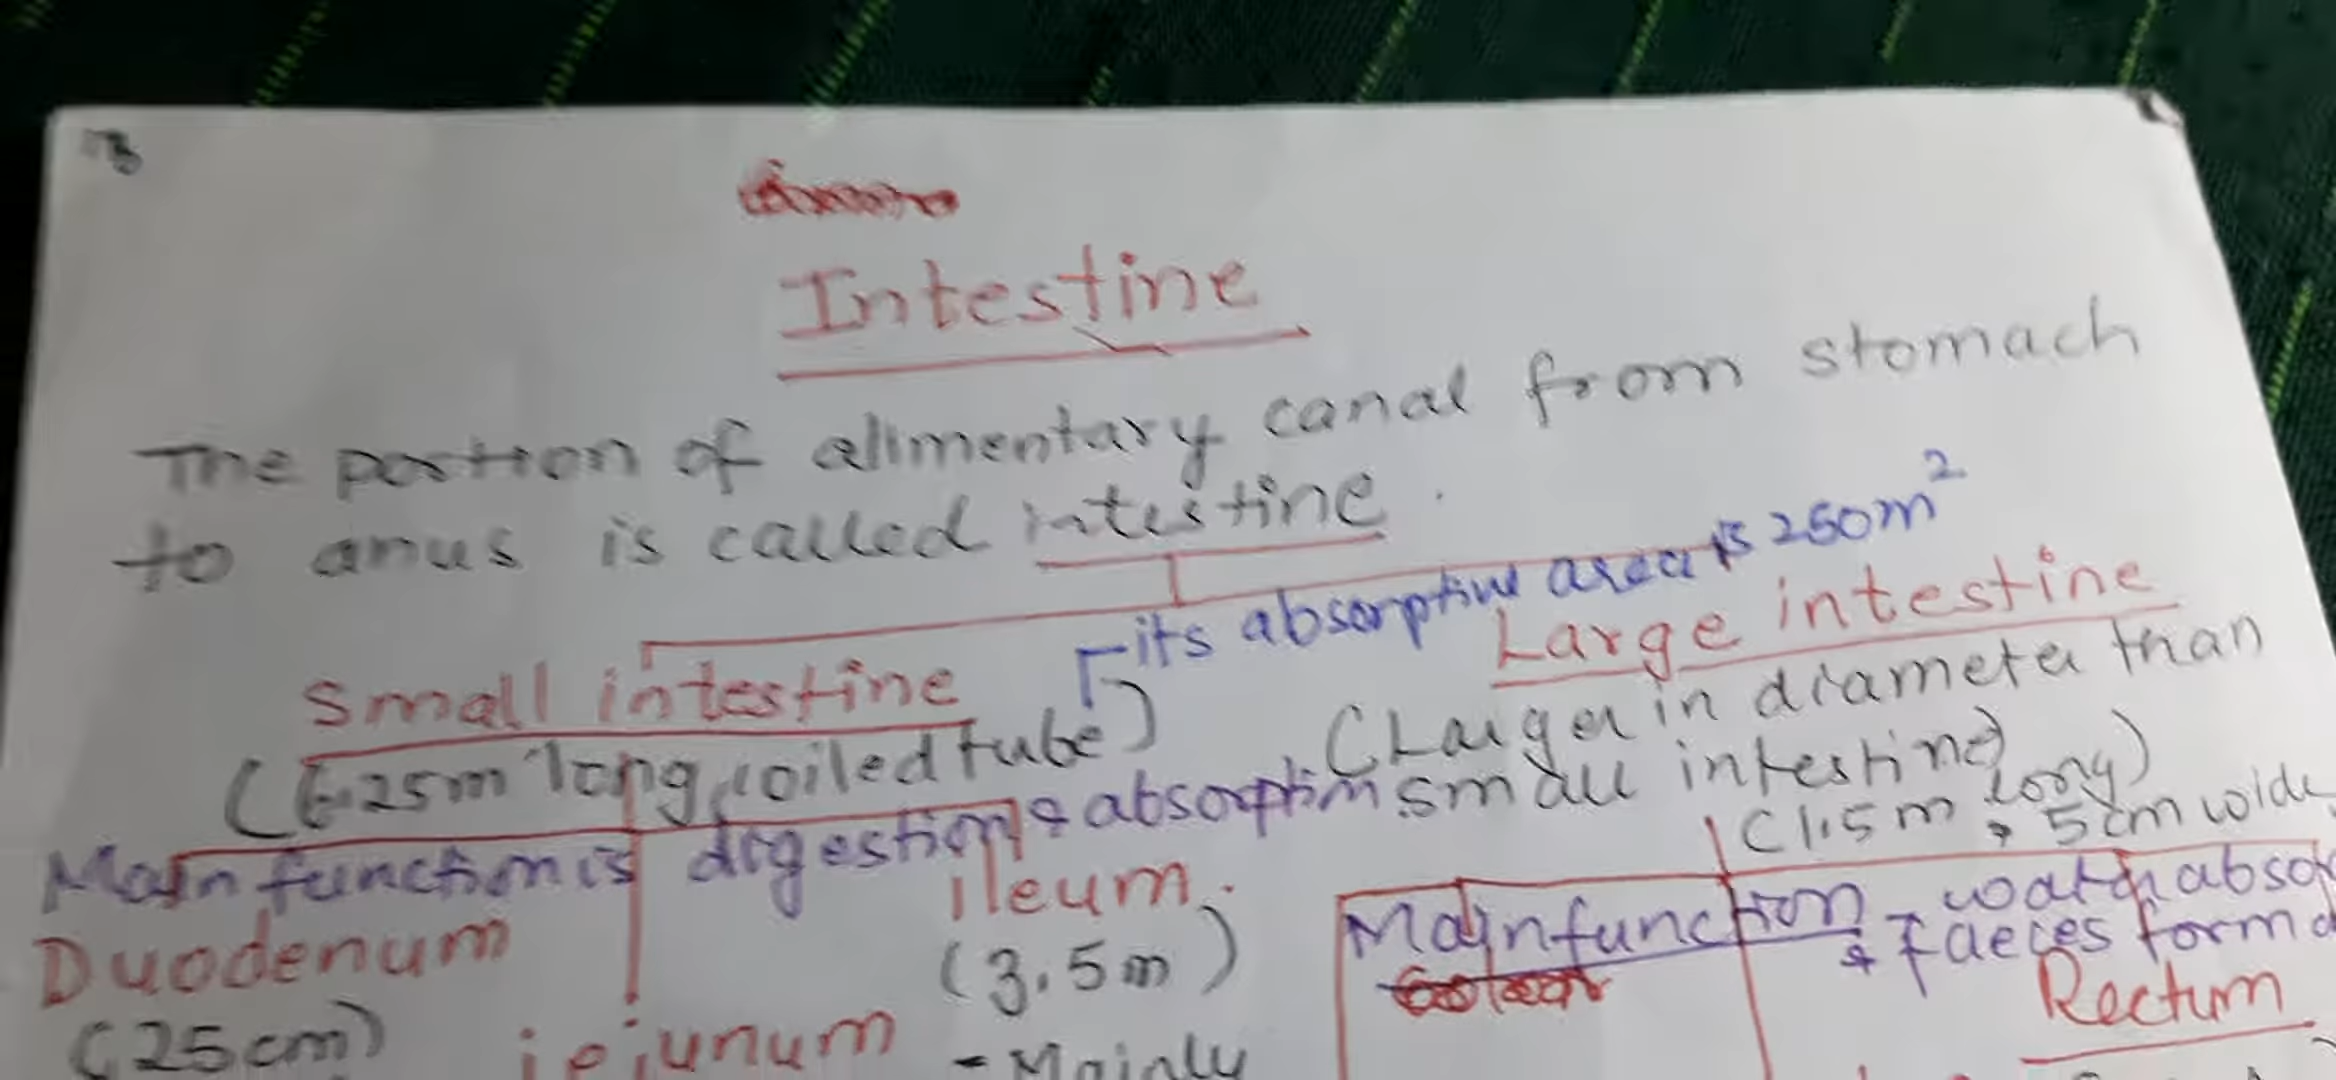 Intestine
The portion of alimentary canal from stomach
to anus is called intestine.
its absorptive area is 250m²
Small intestine
(6.25m long coiled tube)
Main function is digestion & absorption
Large intestine
(Larger in diameter than
small intestine)
(1.5m long)
, 5cm wide
Main function - water
& faeces
Duodenum
(25cm)
jejunum
ileum.
(3.5m)
- Mainly
Rectum